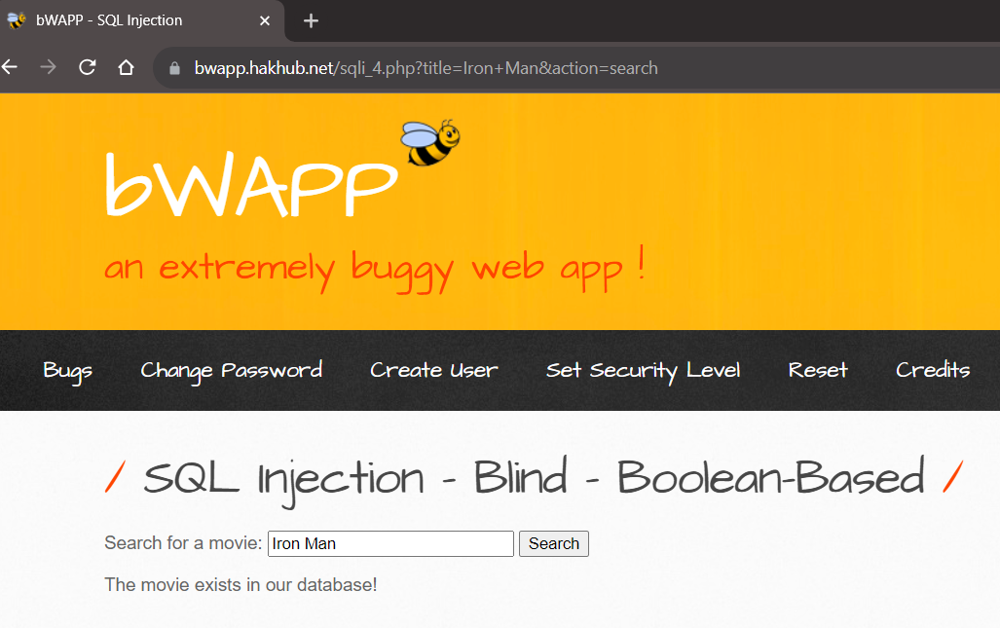 bWAPP - SQL Injection
bwapp.hakhub.net/sqli_4.php?title=Iron+Man&action=search
bWAPP
an extremely buggy web app !
Bugs Change Password Create User Set Security Level Reset Credits
/ SQL Injection - Blind - Boolean-Based /
Search for a movie: Iron Man Search
The movie exists in our database!